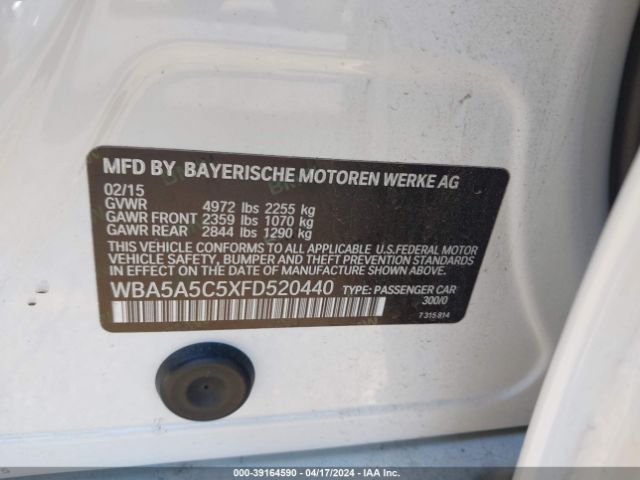 MFD BY BAYERISCHE MOTOREN WERKE AG
02/15
GVWR 4972 lbs 2255 kg
GAWR FRONT 2359 lbs 1070 kg
GAWR REAR 2844 lbs 1290 kg
THIS VEHICLE CONFORMS TO ALL APPLICABLE U.S.FEDERAL MOTOR
VEHICLE SAFETY, BUMPER AND THEFT PREVENTION STANDARDS
IN EFFECT ON THE DATE OF MANUFACTURE SHOWN ABOVE.
WBA5A5C5XFD520440 TYPE: PASSENGER CAR
300/0
7 315 814
000-39164590 - 04/17/2024 - IAA Inc.